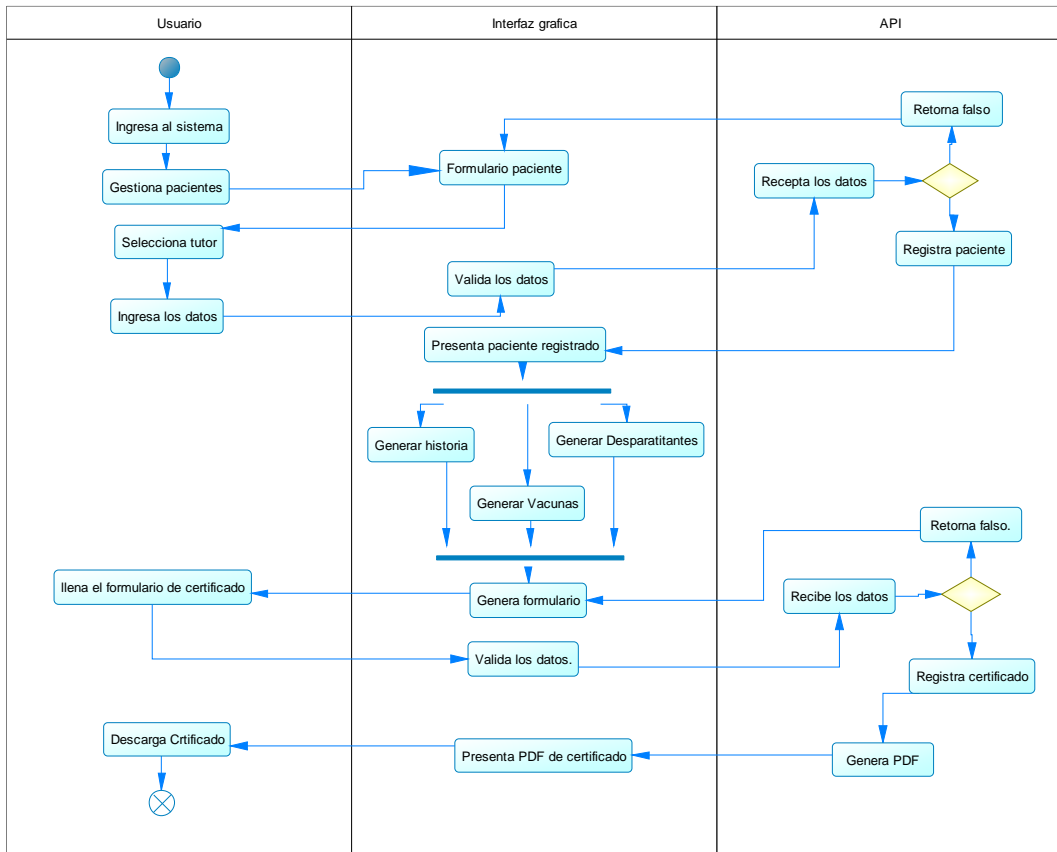 Usuario
Interfaz grafica
API
Ingresa al sistema
Retorna falso
Gestiona pacientes
Formulario paciente
Recepta los datos
Selecciona tutor
Registra paciente
Valida los datos
Ingresa los datos
Presenta paciente registrado
Generar historia
Generar Desparatitantes
Generar Vacunas
Retorna falso.
llena el formulario de certificado
Genera formulario
Recibe los datos
Valida los datos.
Registra certificado
Descarga Crtificado
Presenta PDF de certificado
Genera PDF